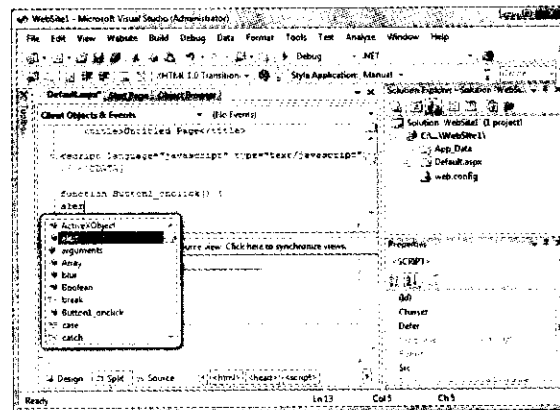 WebSite1 - Microsoft Visual Studio (Administrator)
File Edit View Website Build Debug Data Format Tools Test Analyze Window Help
Debug .NET
XHTML 1.0 Transition Style Application: Manual
Default.aspx* Start Page Object Browser
Client Objects & Events (No Events)
<title>Untitled Page</title>
<script language="javascript" type="text/javascript">
function Button1_onclick() {
aler
ActiveXObject
arguments
Array
blur
Boolean
break
Button1_onclick
case
catch
view. Click here to synchronize views.
Design Split Source <html> <head> <script>
Ready Ln 13 Col 5 Ch 5
Solution Explorer - Solution 'WebSi...
Solution 'WebSite1' (1 project)
C:\...\WebSite1\
App_Data
Default.aspx
web.config
Properties
<SCRIPT>
(Id)
Charset
Defer
Src